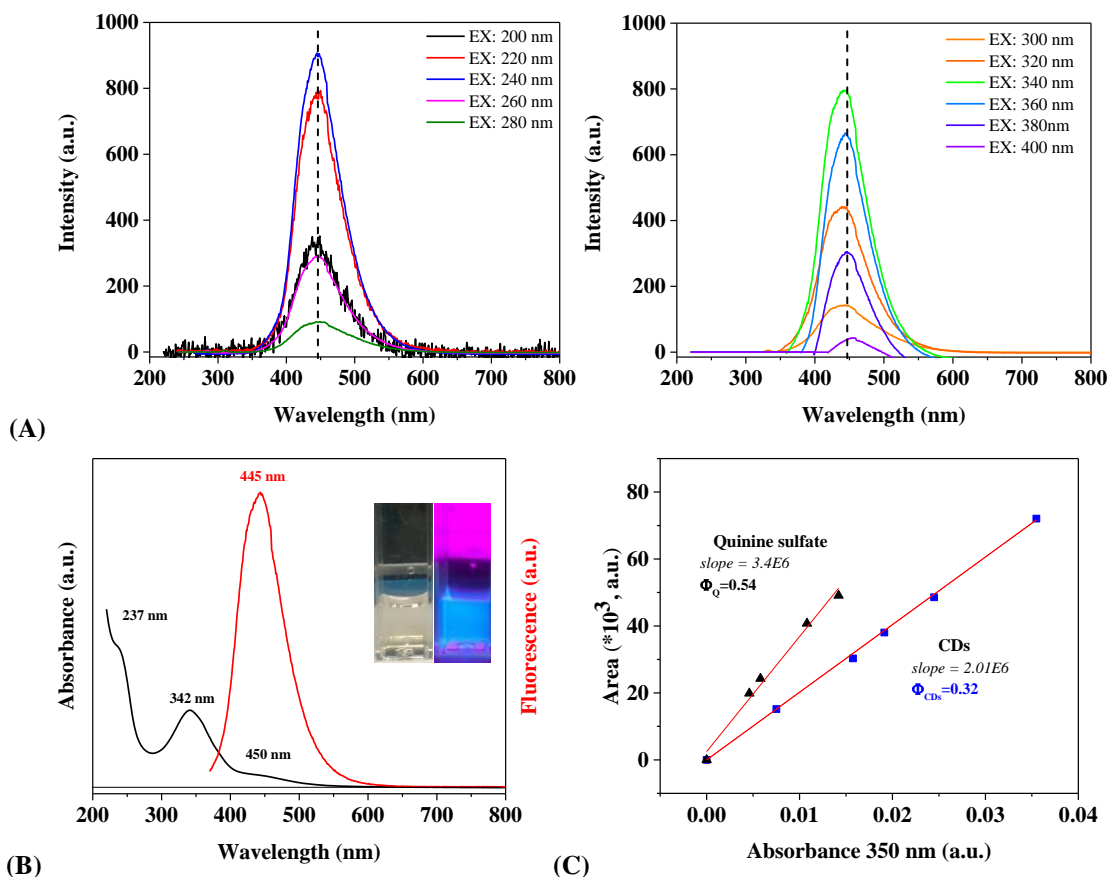 1000
800
600
400
200
0
Intensity (a.u.)
EX: 200 nm
EX: 220 nm
EX: 240 nm
EX: 260 nm
EX: 280 nm
200 300 400 500 600 700 800
Wavelength (nm)
1000
800
600
400
200
0
Intensity (a.u.)
EX: 300 nm
EX: 320 nm
EX: 340 nm
EX: 360 nm
EX: 380nm
EX: 400 nm
200 300 400 500 600 700 800
Wavelength (nm)
(A)
Absorbance (a.u.)
445 nm
237 nm
342 nm
450 nm
Fluorescence (a.u.)
200 300 400 500 600 700 800
Wavelength (nm)
(B)
80
60
40
20
0
Area (*10³, a.u.)
Quinine sulfate
slope = 3.4E6
Φ_Q=0.54
CDs
slope = 2.01E6
Φ_CDs=0.32
0.00 0.01 0.02 0.03 0.04
Absorbance 350 nm (a.u.)
(C)